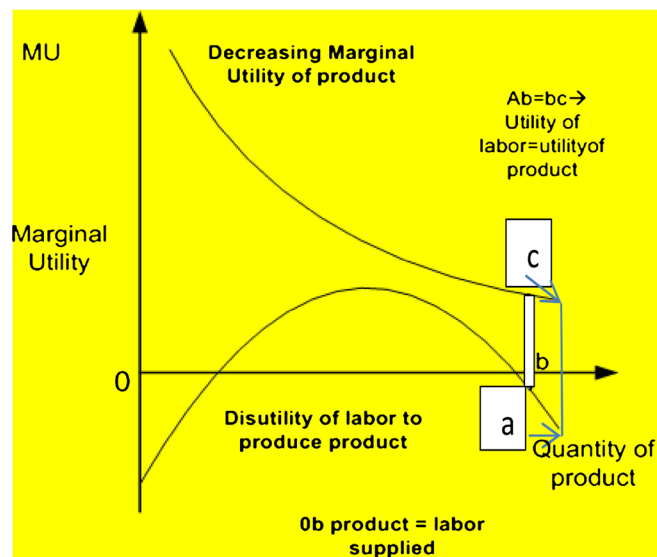 MU
Decreasing Marginal
Utility of product
Ab=bc→
Utility of
labor=utilityof
product
Marginal
Utility
c
b
0
a
Disutility of labor to
produce product
Quantity of
product
0b product = labor
supplied